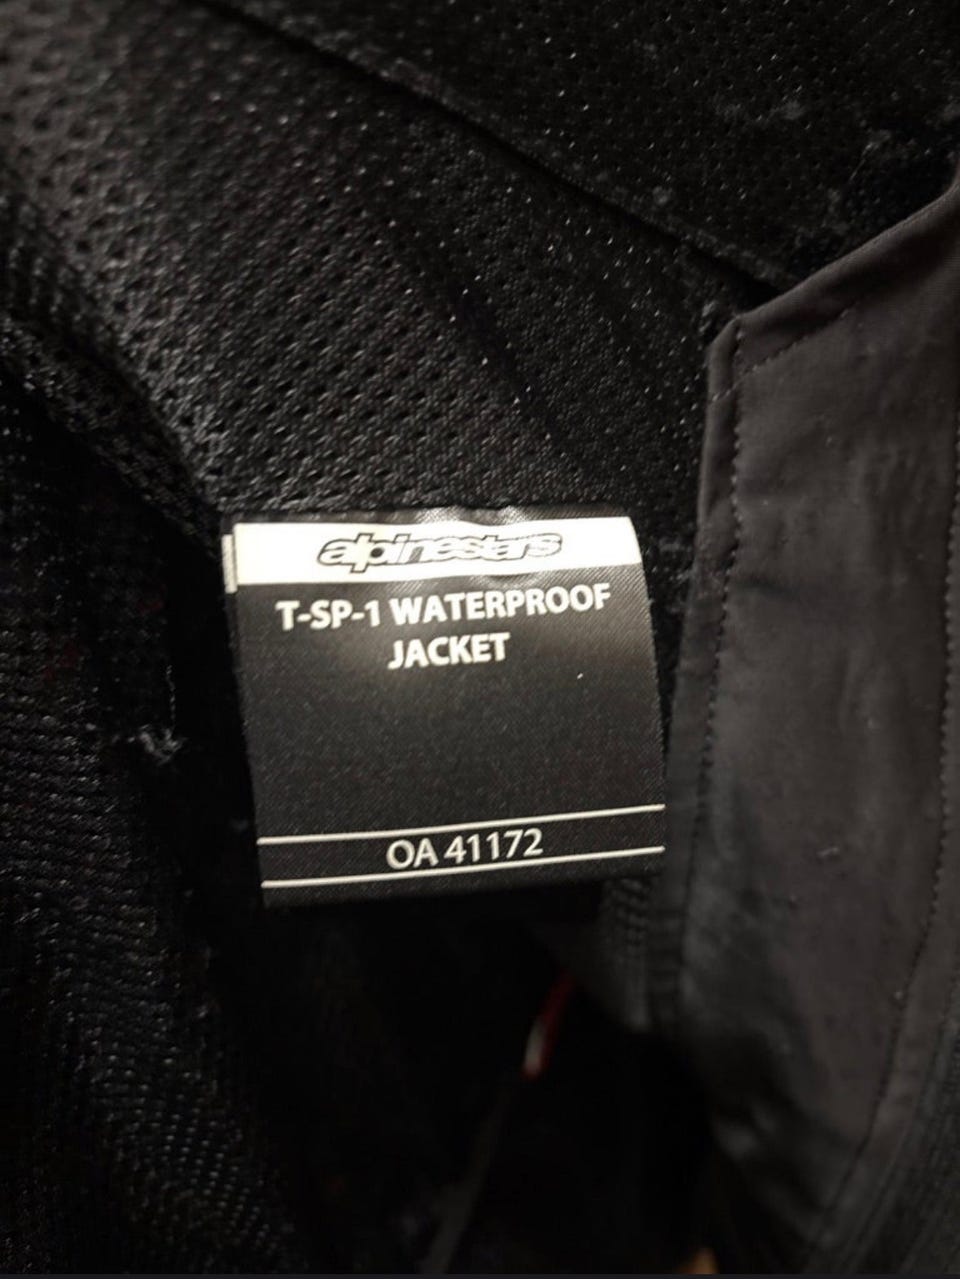 alpinestars
T-SP-1 WATERPROOF
JACKET
OA 41172